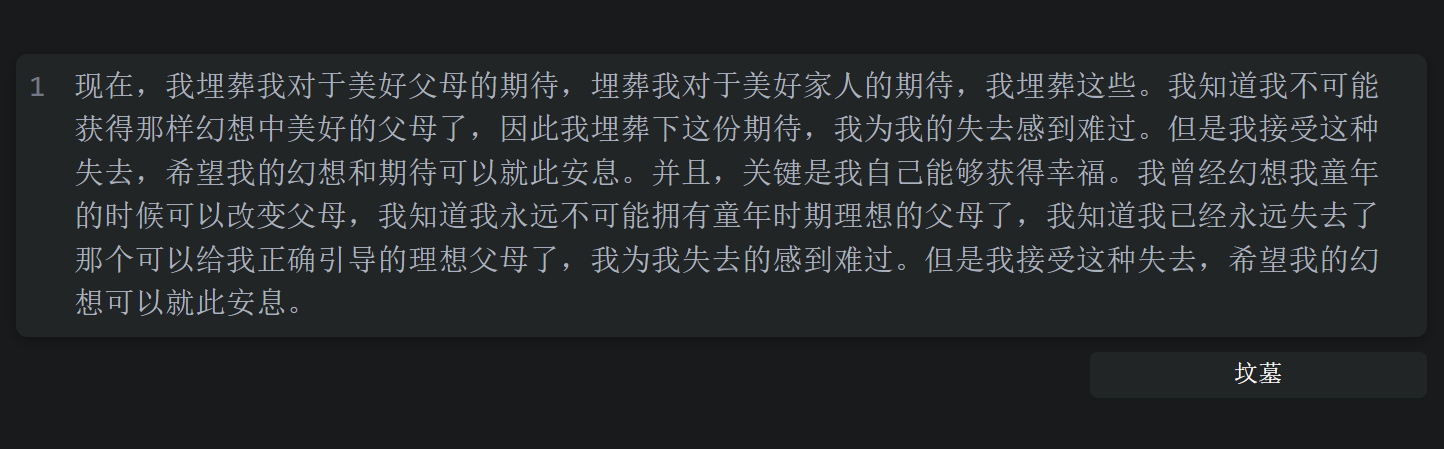 1 现在，我埋葬我对于美好父母的期待，埋葬我对于美好家人的期待，我埋葬这些。我知道我不可能
获得那样幻想中美好的父母了，因此我埋葬下这份期待，我为我的失去感到难过。但是我接受这种
失去，希望我的幻想和期待可以就此安息。并且，关键是我自己能够获得幸福。我曾经幻想我童年
的时候可以改变父母，我知道我永远不可能拥有童年时期理想的父母了，我知道我已经永远失去了
那个可以给我正确引导的理想父母了，我为我失去的感到难过。但是我接受这种失去，希望我的幻
想可以就此安息。
坟墓